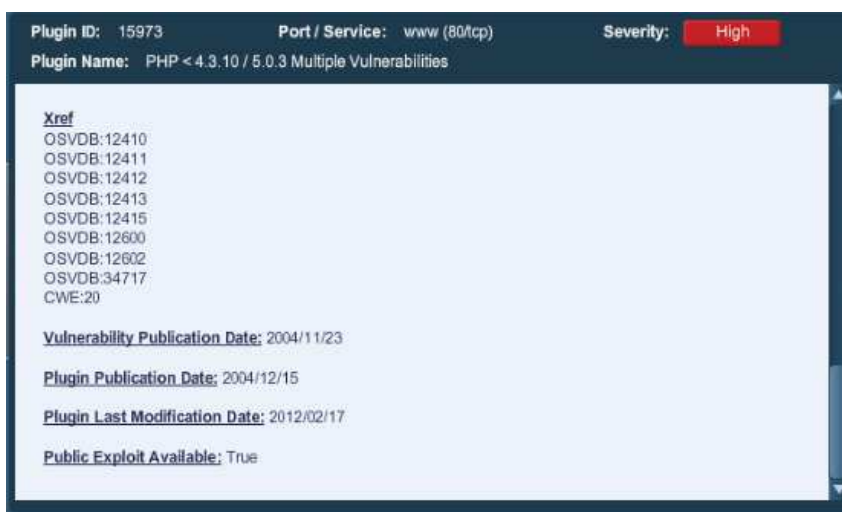 Plugin ID: 15973 Port / Service: www (80/tcp) Severity: High
Plugin Name: PHP < 4.3.10 / 5.0.3 Multiple Vulnerabilities
Xref
OSVDB:12410
OSVDB:12411
OSVDB:12412
OSVDB:12413
OSVDB:12415
OSVDB:12600
OSVDB:12602
OSVDB:34717
CWE:20
Vulnerability Publication Date: 2004/11/23
Plugin Publication Date: 2004/12/15
Plugin Last Modification Date: 2012/02/17
Public Exploit Available: True